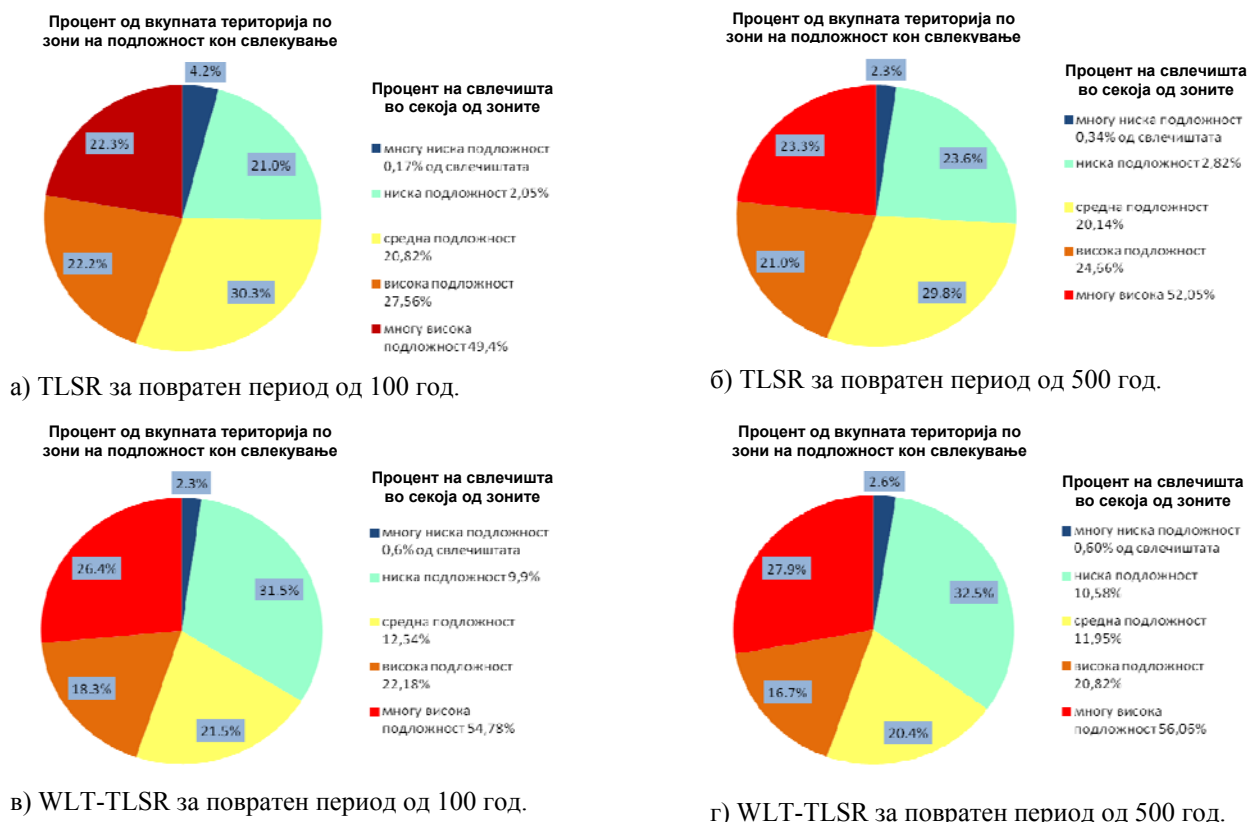 Процент од вкупната територија по
зони на подложност кон свлекување
4.2%
21.0%
30.3%
22.2%
22.3%
Процент на свлечишта
во секоја од зоните
многу ниска подложност
0,17% од свлечиштата
ниска подложност 2,05%
средна подложност
20,82%
висока подложност
27,56%
многу висока
подложност 49,4%
а) TLSR за повратен период од 100 год.
Процент од вкупната територија по
зони на подложност кон свлекување
2.3%
23.6%
29.8%
21.0%
23.3%
Процент на свлечишта
во секоја од зоните
многу ниска подложност
0,34% од свлечиштата
ниска подложност 2,82%
средна подложност
20,14%
висока подложност
24,66%
многу висока 52,05%
б) TLSR за повратен период од 500 год.
Процент од вкупната територија по
зони на подложност кон свлекување
2.3%
31.5%
21.5%
18.3%
26.4%
Процент на свлечишта
во секоја од зоните
многу ниска подложност
0,6% од свлечиштата
ниска подложност 9,9%
средна подложност
12,54%
висока подложност
22,18%
многу висока
подложност 54,78%
в) WLT-TLSR за повратен период од 100 год.
Процент од вкупната територија по
зони на подложност кон свлекување
2.6%
32.5%
20.4%
16.7%
27.9%
Процент на свлечишта
во секоја од зоните
многу ниска подложност
0,60% од свлечиштата
ниска подложност
10,58%
средна подложност
11,95%
висока подложност
20,82%
многу висока
подложност 56,06%
г) WLT-TLSR за повратен период од 500 год.